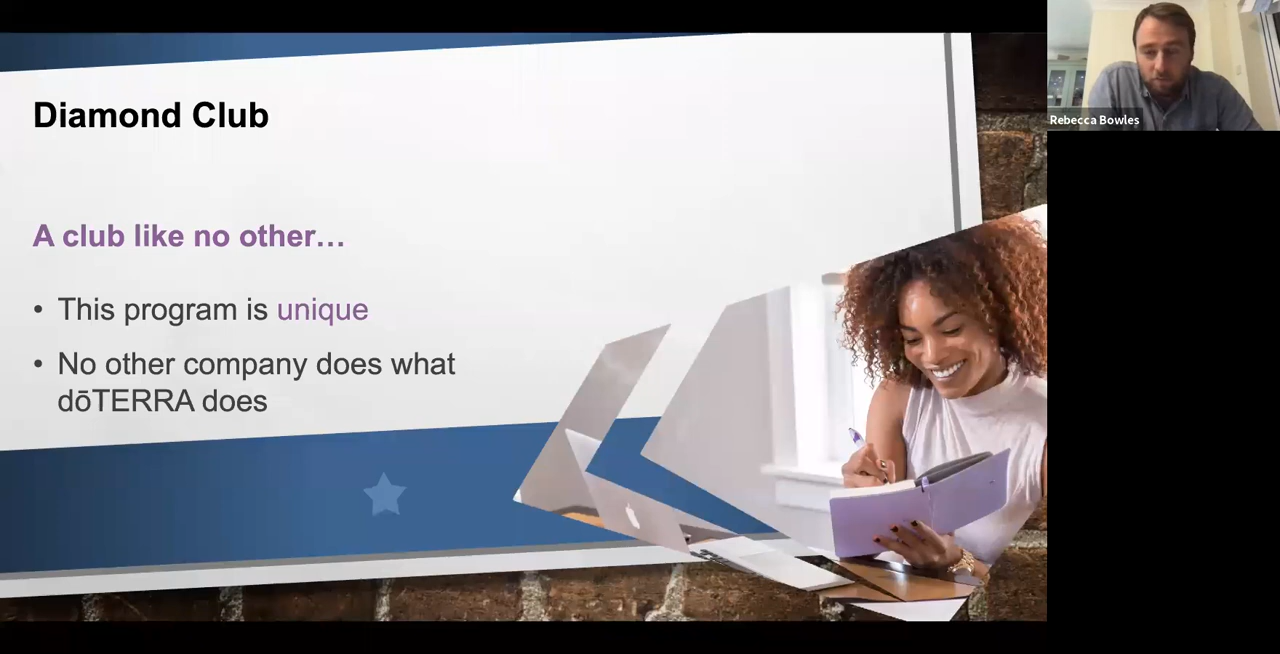 Diamond Club
A club like no other…
• This program is unique
• No other company does what
dōTERRA does
Rebecca Bowles